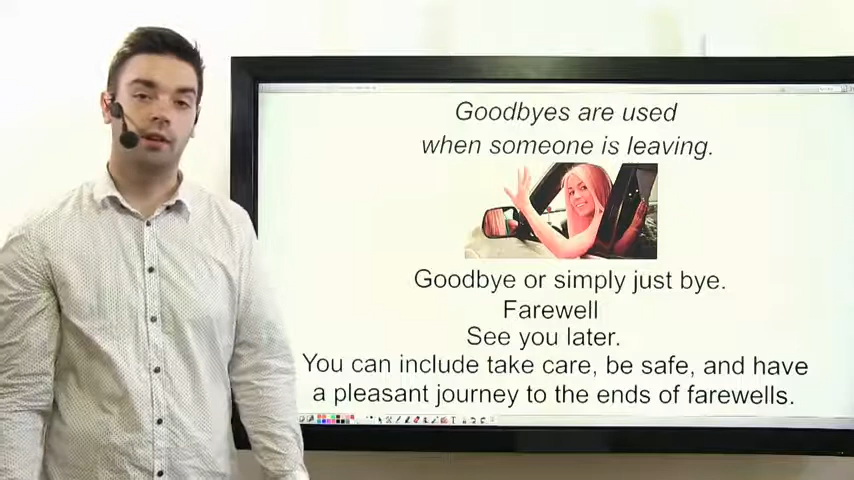 Goodbyes are used
when someone is leaving.
Goodbye or simply just bye.
Farewell
See you later.
You can include take care, be safe, and have
a pleasant journey to the ends of farewells.